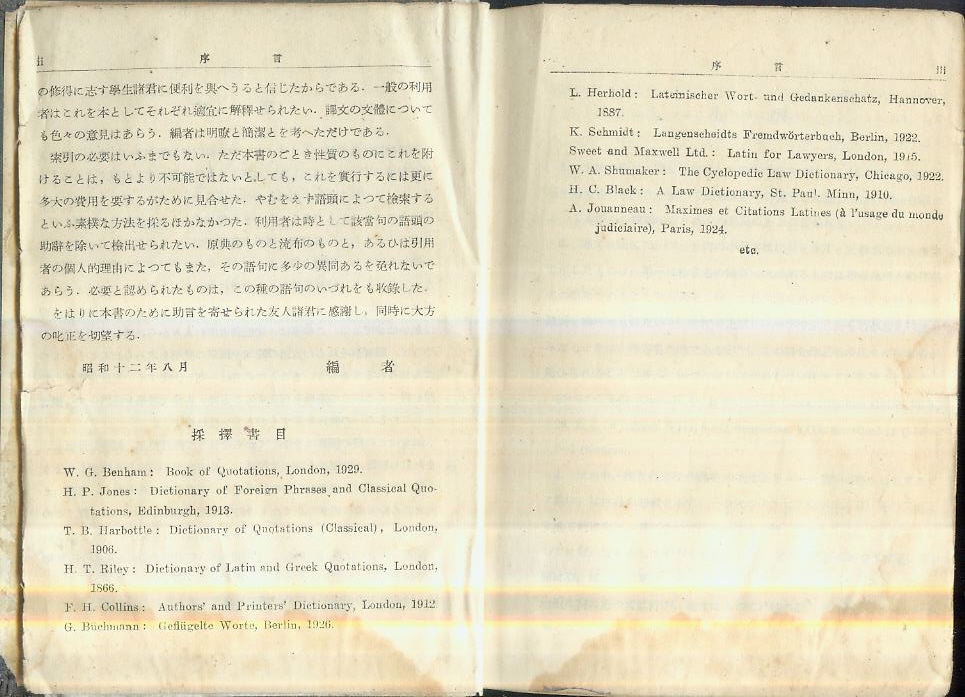 ii
序言
の修得に志す學生諸君に便利を與へうると信じたからである．一般の利用
者はこれを本としてそれぞれ適宜に解釋せられたい．譯文の文體について
も色々の意見はあらう．編者は明瞭と簡潔とを考へただけである．
索引の必要はいふまでもない．ただ本書のごとき性質のものにこれを附
けることは，もとより不可能ではないとしても，これを實行するには更に
多大の費用を要するがために見合せた．やむをえず語頭によつて檢索する
といふ素樸な方法を採るほかなかつた．利用者は時として該當句の語頭の
助辭を除いて檢出せられたい．原典のものと流布のものと，あるひは引用
者の個人的理由によつてもまた，その語句に多少の異同あるを免れないで
あらう．必要と認められたものは，この種の語句のいづれをも收錄した．
をはりに本書のために助言を寄せられた友人諸君に感謝し，同時に大方
の叱正を切望する．
昭和十二年八月 編者
採擇書目
W. G. Benham: Book of Quotations, London, 1929.
H. P. Jones: Dictionary of Foreign Phrases and Classical Quo-
tations, Edinburgh, 1913.
T. B. Harbottle: Dictionary of Quotations (Classical), London,
1906.
H. T. Riley: Dictionary of Latin and Greek Quotations, London,
1866.
F. H. Collins: Authors' and Printers' Dictionary, London, 1912
G. Büchmann: Geflügelte Worte, Berlin, 1926.
序言
iii
L. Herhold: Lateinischer Wort- und Gedankenschatz, Hannover,
1887.
K. Schmidt: Langenscheidts Fremdwörterbuch, Berlin, 1922.
Sweet and Maxwell Ltd.: Latin for Lawyers, London, 1915.
W. A. Shumaker: The Cyclopedic Law Dictionary, Chicago, 1922.
H. C. Black: A Law Dictionary, St. Paul. Minn, 1910.
A. Jouanneau: Maximes et Citations Latines (à l'usage du monde
judiciaire), Paris, 1924.
etc.